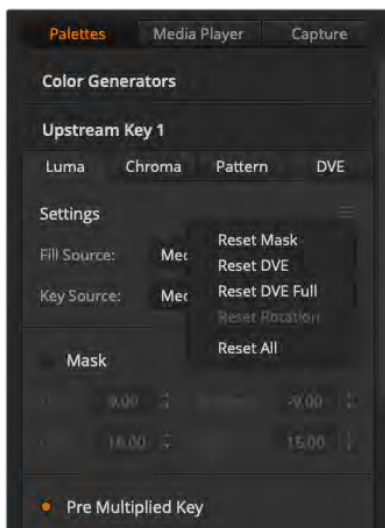 Palettes Media Player Capture
Color Generators
Upstream Key 1
Luma Chroma Pattern DVE
Settings
Reset Mask
Fill Source: Med
Reset DVE
Reset DVE Full
Key Source: Med
Reset Rotation
Reset All
Mask
9.00 -9.00
16.00 15.00
Pre Multiplied Key